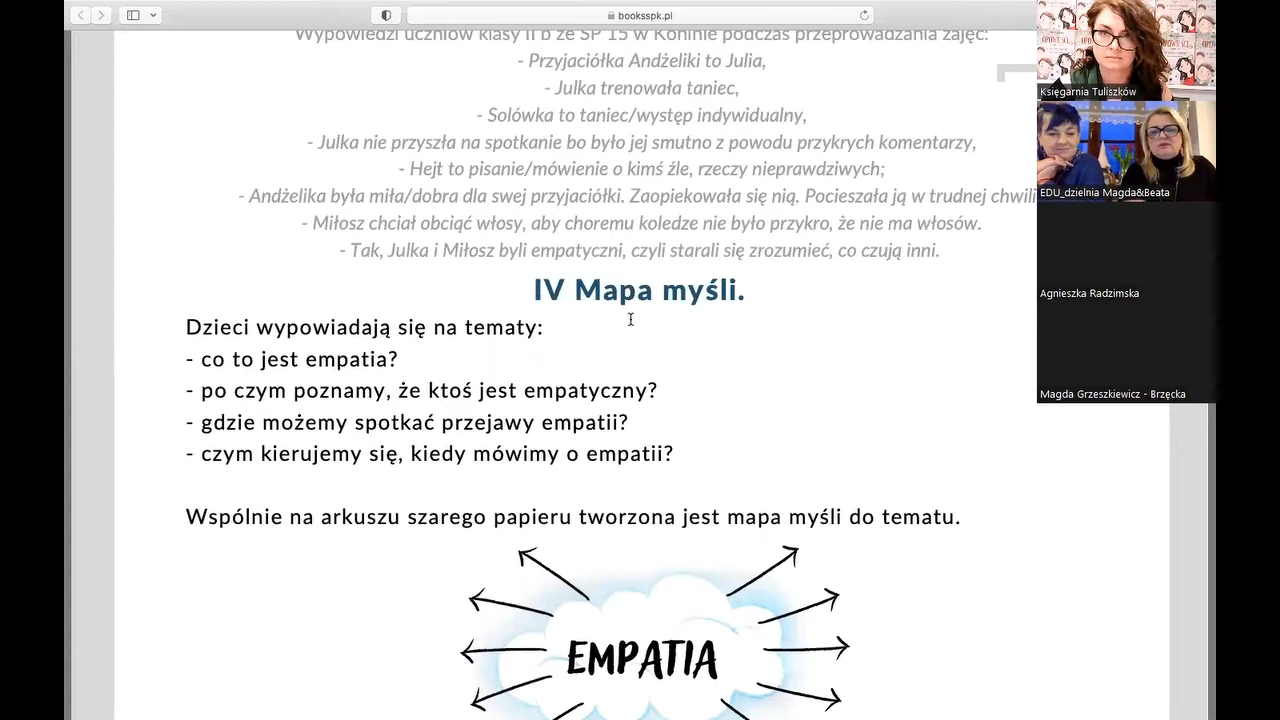 booksspk.pl
Wypowiedzi uczniów klasy II b ze SP 15 w Koninie podczas przeprowadzania zajęć:
- Przyjaciółka Andżeliki to Julia,
- Julka trenowała taniec,
- Solówka to taniec/występ indywidualny,
- Julka nie przyszła na spotkanie bo było jej smutno z powodu przykrych komentarzy,
- Hejt to pisanie/mówienie o kimś źle, rzeczy nieprawdziwych;
- Andżelika była miła/dobra dla swej przyjaciółki. Zaopiekowała się nią. Pocieszała ją w trudnej chwili
- Miłosz chciał obciąć włosy, aby choremu koledze nie było przykro, że nie ma włosów.
- Tak, Julka i Miłosz byli empatyczni, czyli starali się zrozumieć, co czują inni.
IV Mapa myśli.
Dzieci wypowiadają się na tematy:
- co to jest empatia?
- po czym poznamy, że ktoś jest empatyczny?
- gdzie możemy spotkać przejawy empatii?
- czym kierujemy się, kiedy mówimy o empatii?
Wspólnie na arkuszu szarego papieru tworzona jest mapa myśli do tematu.
EMPATIA
Księgarnia Tuliszków
EDU_dzielnia Magda&Beata
Agnieszka Radzimska
Magda Grzeszkiewicz - Brzęcka